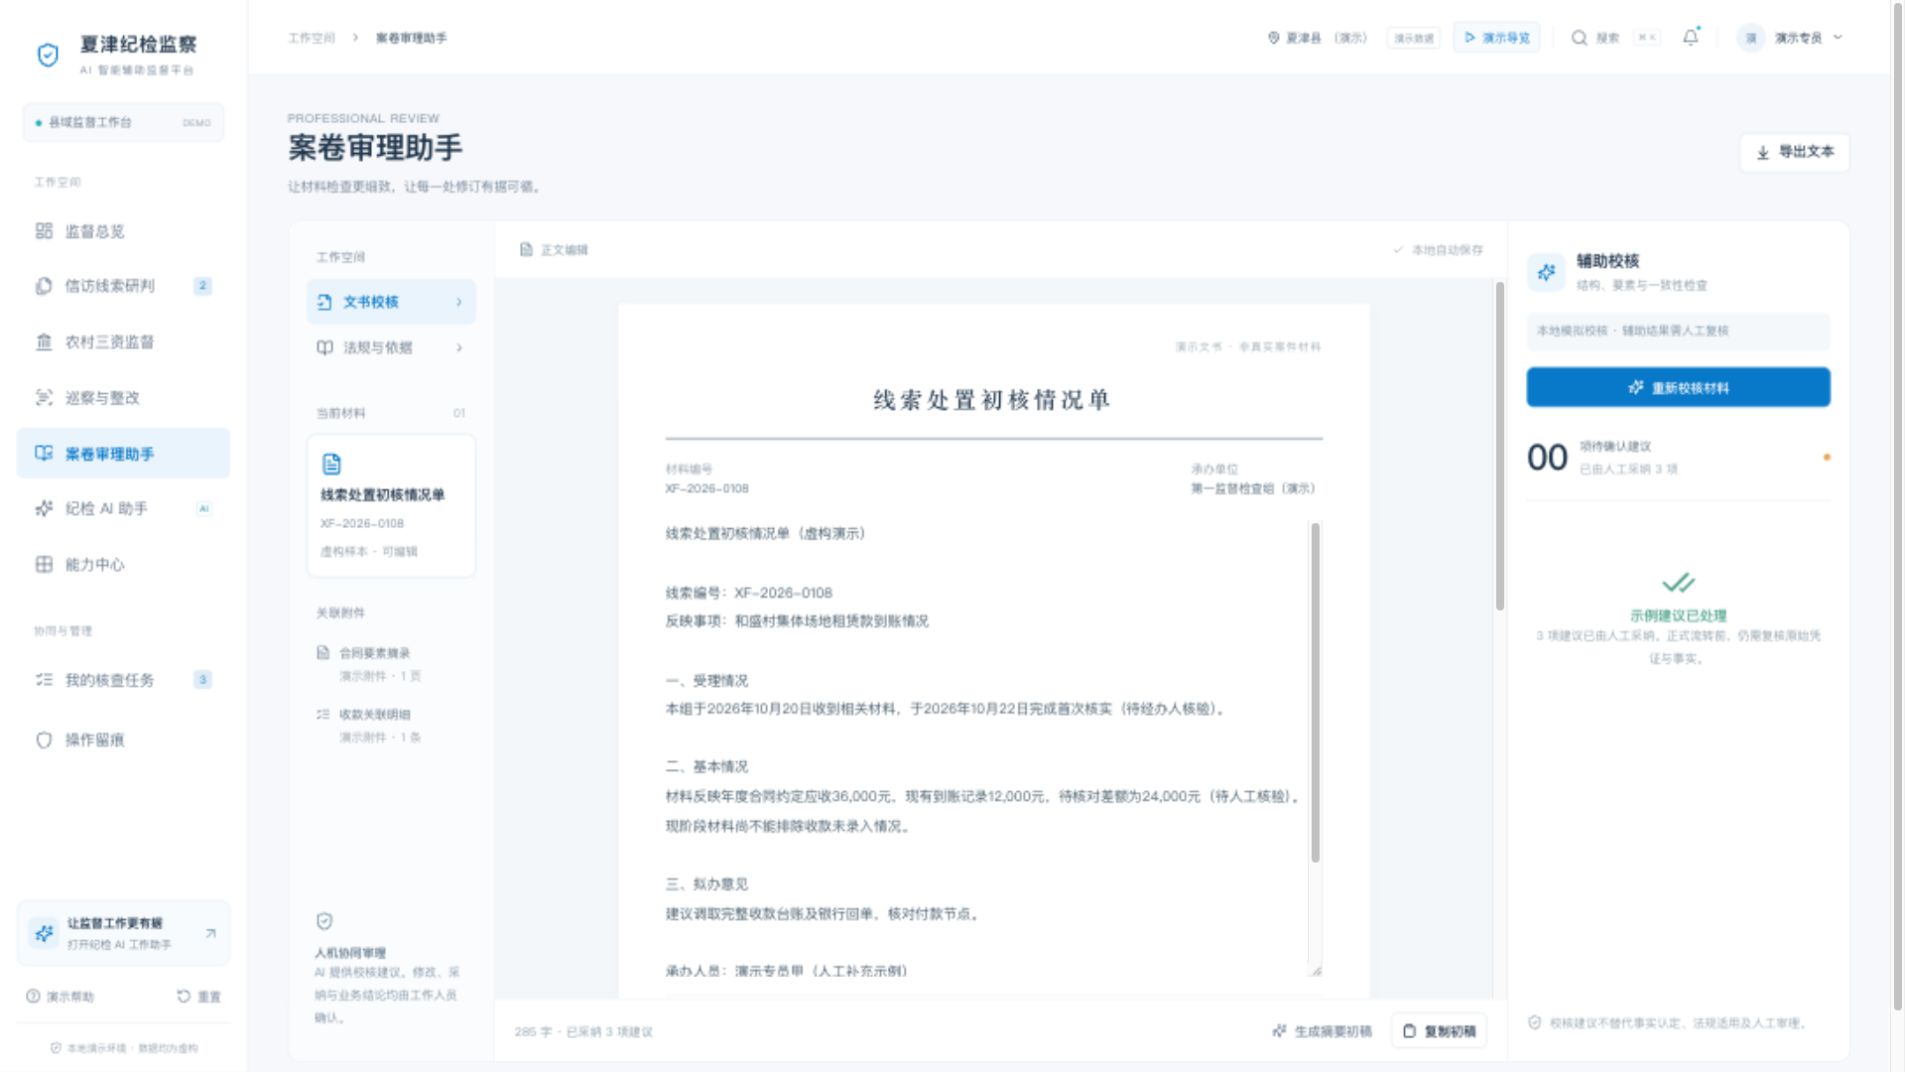 夏津纪检监察
AI 智能辅助监督平台
县域监督工作台 DEMO
工作空间
监督总览
信访线索研判 2
农村三资监督
巡察与整改
案卷审理助手
纪检 AI 助手 AI
能力中心
协同与管理
我的核查任务 3
操作留痕
让监督工作更有据
打开纪检 AI 工作助手
演示帮助 重置
本地演示环境 · 数据均为虚构
工作空间 > 案卷审理助手
夏津县 (演示) 演示数据 演示导览 搜索 ⌘ K 演 演示专员
PROFESSIONAL REVIEW
案卷审理助手
让材料检查更细致，让每一处修订有据可循。
导出文本
工作空间
文书校核
法规与依据
当前材料 01
线索处置初核情况单
XF-2026-0108
虚构样本 · 可编辑
关联附件
合同要素摘录
演示附件 · 1 页
收款关联明细
演示附件 · 1 条
人机协同审理
AI 提供校核建议。修改、采
纳与业务结论均由工作人员
确认。
正文编辑 本地自动保存
演示文书 · 非真实案件材料
线索处置初核情况单
材料编号 承办单位
XF-2026-0108 第一监督检查组（演示）
线索处置初核情况单（虚构演示）
线索编号：XF-2026-0108
反映事项：和盛村集体场地租赁款到账情况
一、受理情况
本组于2026年10月20日收到相关材料，于2026年10月22日完成首次核实（待经办人核验）。
二、基本情况
材料反映年度合同约定应收36,000元，现有到账记录12,000元，待核对差额为24,000元（待人工核验）。
现阶段材料尚不能排除收款未录入情况。
三、拟办意见
建议调取完整收款台账及银行回单，核对付款节点。
承办人员：演示专员甲（人工补充示例）
285 字 · 已采纳 3 项建议 生成摘要初稿 复制初稿
辅助校核
结构、要素与一致性检查
本地模拟校核 · 辅助结果需人工复核
重新校核材料
00 项待确认建议
已由人工采纳 3 项
示例建议已处理
3 项建议已由人工采纳。正式流转前，仍需复核原始凭
证与事实。
校核建议不替代事实认定、法规适用及人工审理。